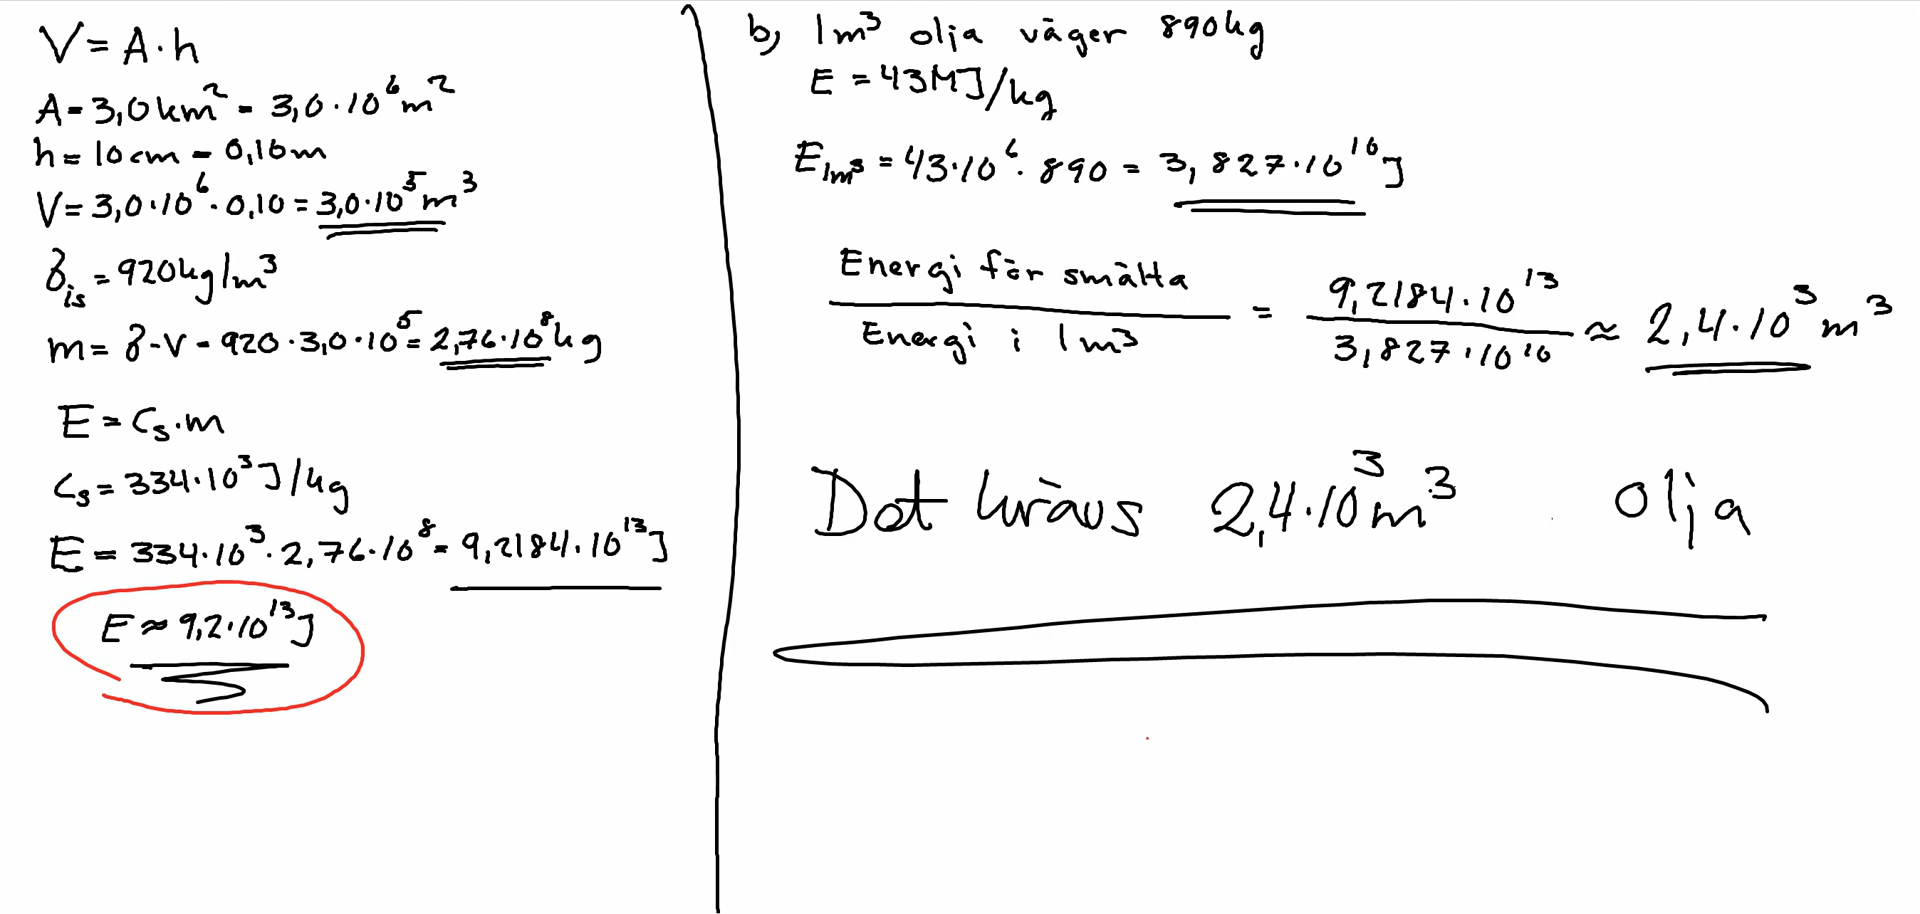 V = A · h
A = 3,0 km² = 3,0 · 10⁶ m²
h = 10 cm = 0,10 m
V = 3,0 · 10⁶ · 0,10 = 3,0 · 10⁵ m³
ρis = 920 kg/m³
m = ρ · V = 920 · 3,0 · 10⁵ = 2,76 · 10⁸ kg
E = Cs · m
Cs = 334 · 10³ J/kg
E = 334 · 10³ · 2,76 · 10⁸ = 9,2184 · 10¹³ J
E ≈ 9,2 · 10¹³ J
b) 1 m³ olja väger 890 kg
E = 43 MJ/kg
E1m³ = 43 · 10⁶ · 890 = 3,827 · 10¹⁰ J
Energi för smälta / Energi i 1 m³ = 9,2184 · 10¹³ / 3,827 · 10¹⁰ ≈ 2,4 · 10³ m³
Det krävs 2,4 · 10³ m³ olja